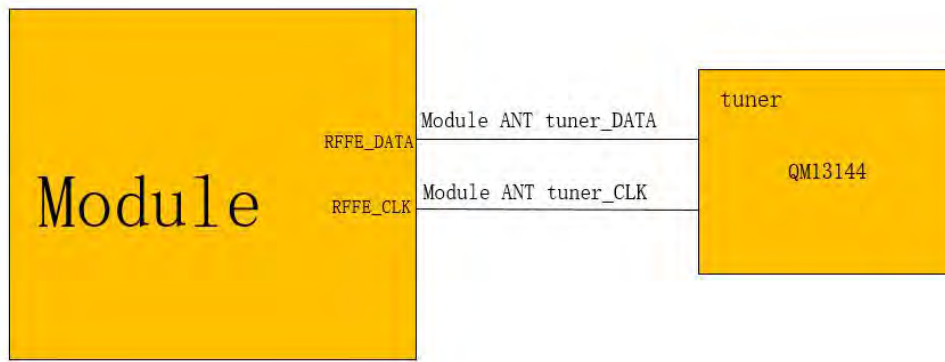 Module
RFFE_DATA
RFFE_CLK
Module ANT tuner_DATA
Module ANT tuner_CLK
tuner
QM13144